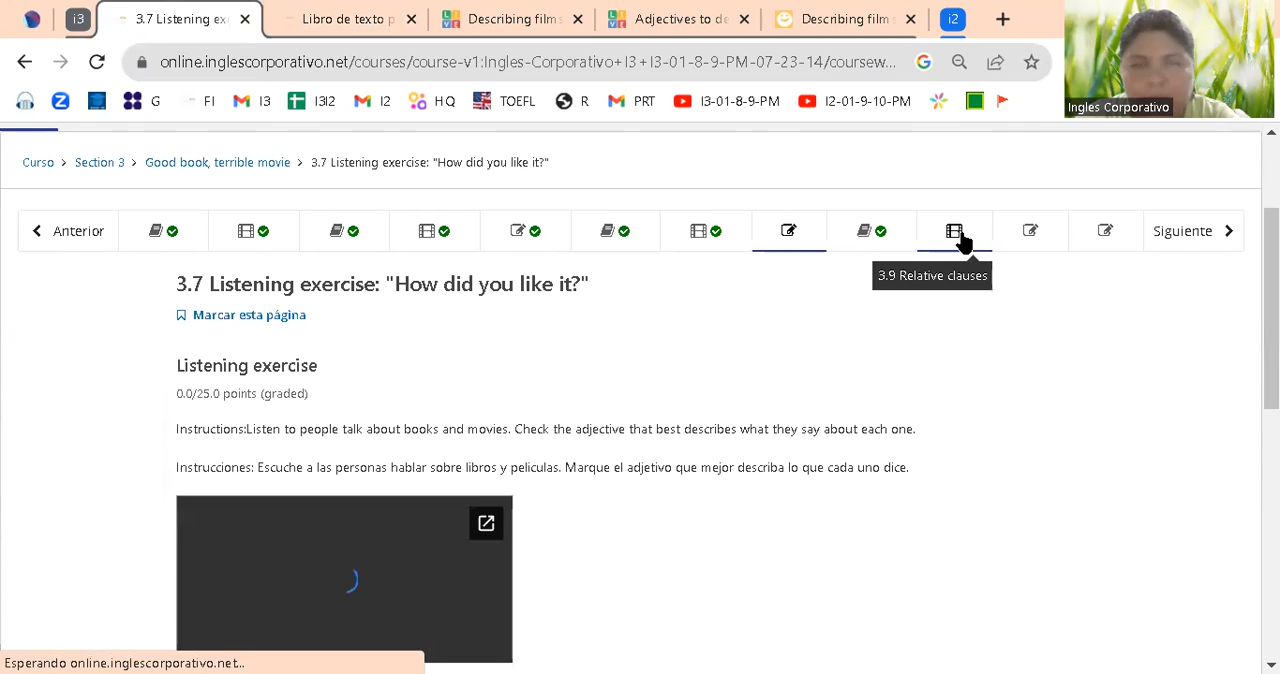 i3
3.7 Listening ex
Libro de texto p
Describing film
Adjectives to de
Describing film
i2
online.inglescorporativo.net/courses/course-v1:Ingles-Corporativo+I3+I3-01-8-9-PM-07-23-14/coursew...
G
FI
I3
I3I2
I2
HQ
TOEFL
R
PRT
I3-01-8-9-PM
I2-01-9-10-PM
Ingles Corporativo
Curso > Section 3 > Good book, terrible movie > 3.7 Listening exercise: "How did you like it?"
Anterior
Siguiente
3.9 Relative clauses
3.7 Listening exercise: "How did you like it?"
Marcar esta página
Listening exercise
0.0/25.0 points (graded)
Instructions:Listen to people talk about books and movies. Check the adjective that best describes what they say about each one.
Instrucciones: Escuche a las personas hablar sobre libros y peliculas. Marque el adjetivo que mejor describa lo que cada uno dice.
Esperando online.inglescorporativo.net...